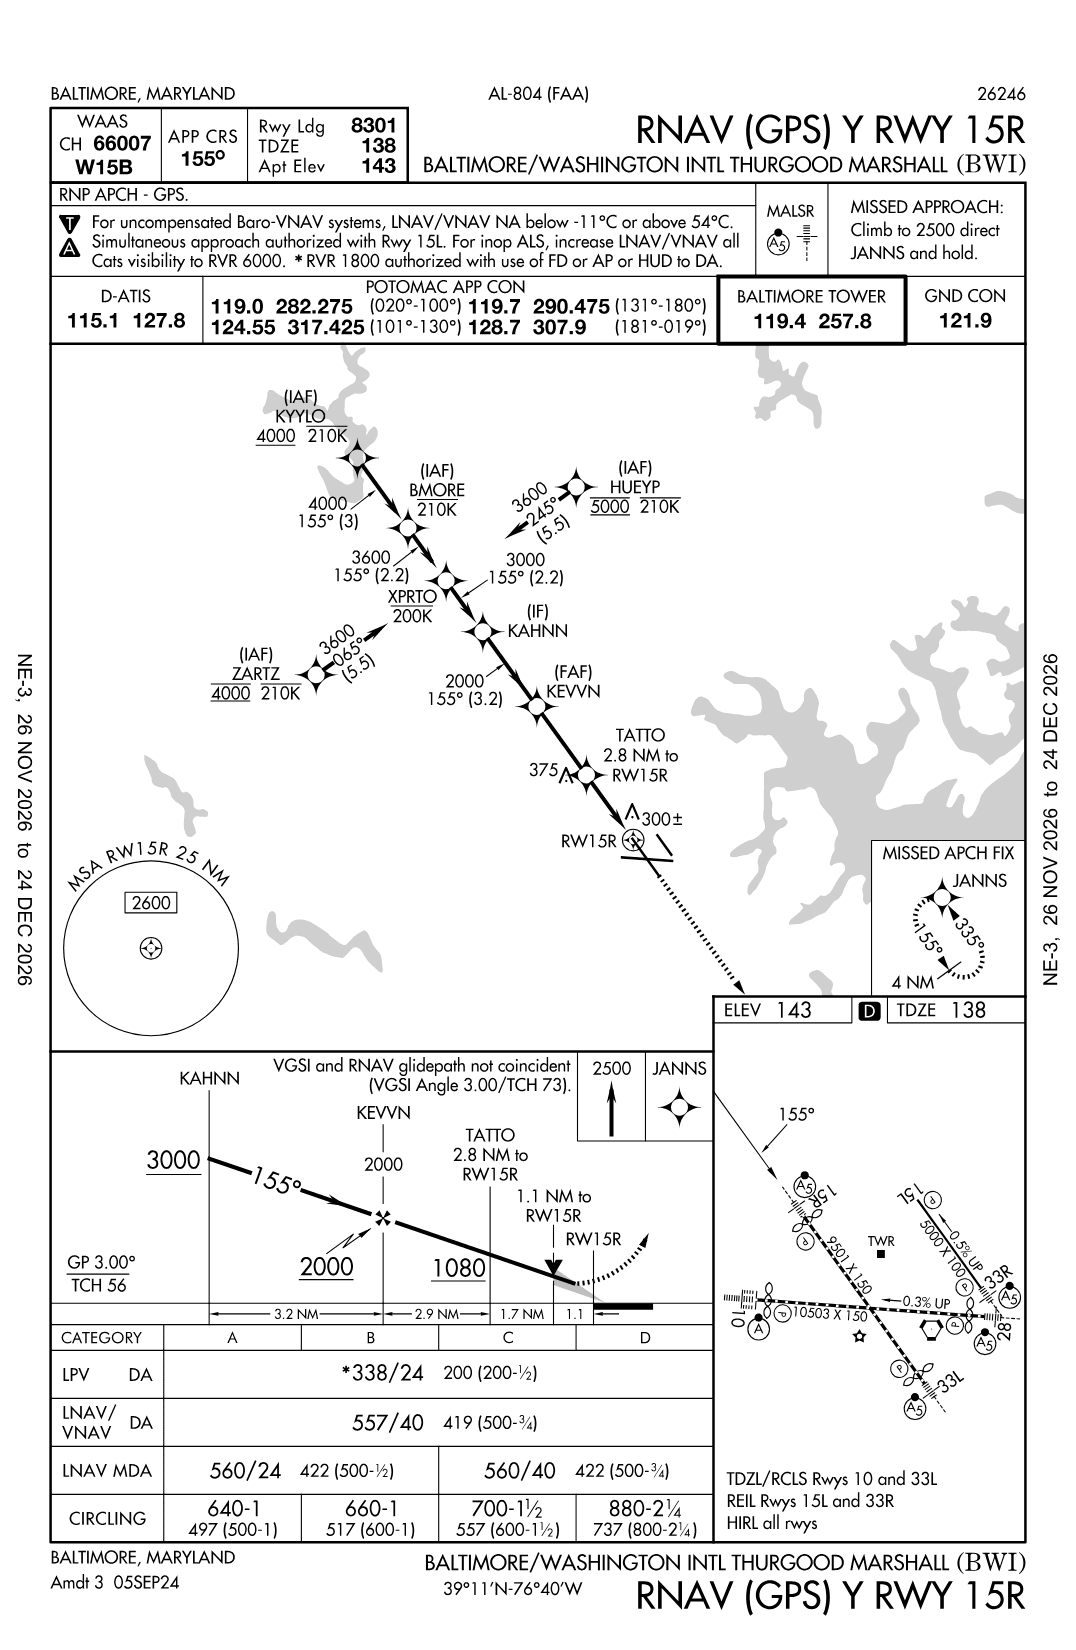 BALTIMORE, MARYLAND
AL-804 (FAA)
26246
WAAS
CH 66007
W15B
APP CRS
155°
Rwy Ldg 8301
TDZE 138
Apt Elev 143
RNAV (GPS) Y RWY 15R
BALTIMORE/WASHINGTON INTL THURGOOD MARSHALL (BWI)
RNP APCH - GPS.
T
A
For uncompensated Baro-VNAV systems, LNAV/VNAV NA below -11°C or above 54°C.
Simultaneous approach authorized with Rwy 15L. For inop ALS, increase LNAV/VNAV all
Cats visibility to RVR 6000. *RVR 1800 authorized with use of FD or AP or HUD to DA.
MALSR
A5
MISSED APPROACH:
Climb to 2500 direct
JANNS and hold.
D-ATIS
115.1 127.8
POTOMAC APP CON
119.0 282.275 (020°-100°) 119.7 290.475 (131°-180°)
124.55 317.425 (101°-130°) 128.7 307.9 (181°-019°)
BALTIMORE TOWER
119.4 257.8
GND CON
121.9
(IAF)
KYYLO
4000 210K
(IAF)
BMORE
210K
(IAF)
HUEYP
5000 210K
3600
245°
(5.5)
4000
155° (3)
3600
155° (2.2)
3000
155° (2.2)
XPRTO
200K
(IF)
KAHNN
(IAF)
ZARTZ
4000 210K
3600
065°
(5.5)
2000
155° (3.2)
(FAF)
KEVVN
TATTO
2.8 NM to
RW15R
375
300±
RW15R
MSA RW15R 25 NM
2600
MISSED APCH FIX
JANNS
335°
155°
4 NM
NE-3, 26 NOV 2026 to 24 DEC 2026
NE-3, 26 NOV 2026 to 24 DEC 2026
ELEV 143
D
TDZE 138
VGSI and RNAV glidepath not coincident
(VGSI Angle 3.00/TCH 73).
2500
JANNS
KAHNN
KEVVN
TATTO
2.8 NM to
RW15R
1.1 NM to
RW15R
RW15R
3000
155°
2000
2000
1080
GP 3.00°
TCH 56
3.2 NM
2.9 NM
1.7 NM
1.1
155°
A5
15R
P
15L
P
5000 X 100
0.5% UP
TWR
9501 X 150
P
33R
A5
10
A
P
10503 X 150
0.3% UP
P
28
A5
P
33L
A5
TDZL/RCLS Rwys 10 and 33L
REIL Rwys 15L and 33R
HIRL all rwys
CATEGORY A B C D
LPV DA *338/24 200 (200-½)
LNAV/
VNAV DA 557/40 419 (500-¾)
LNAV MDA 560/24 422 (500-½) 560/40 422 (500-¾)
CIRCLING
640-1
497 (500-1)
660-1
517 (600-1)
700-1½
557 (600-1½)
880-2¼
737 (800-2¼)
BALTIMORE, MARYLAND
Amdt 3 05SEP24
39°11'N-76°40'W
BALTIMORE/WASHINGTON INTL THURGOOD MARSHALL (BWI)
RNAV (GPS) Y RWY 15R